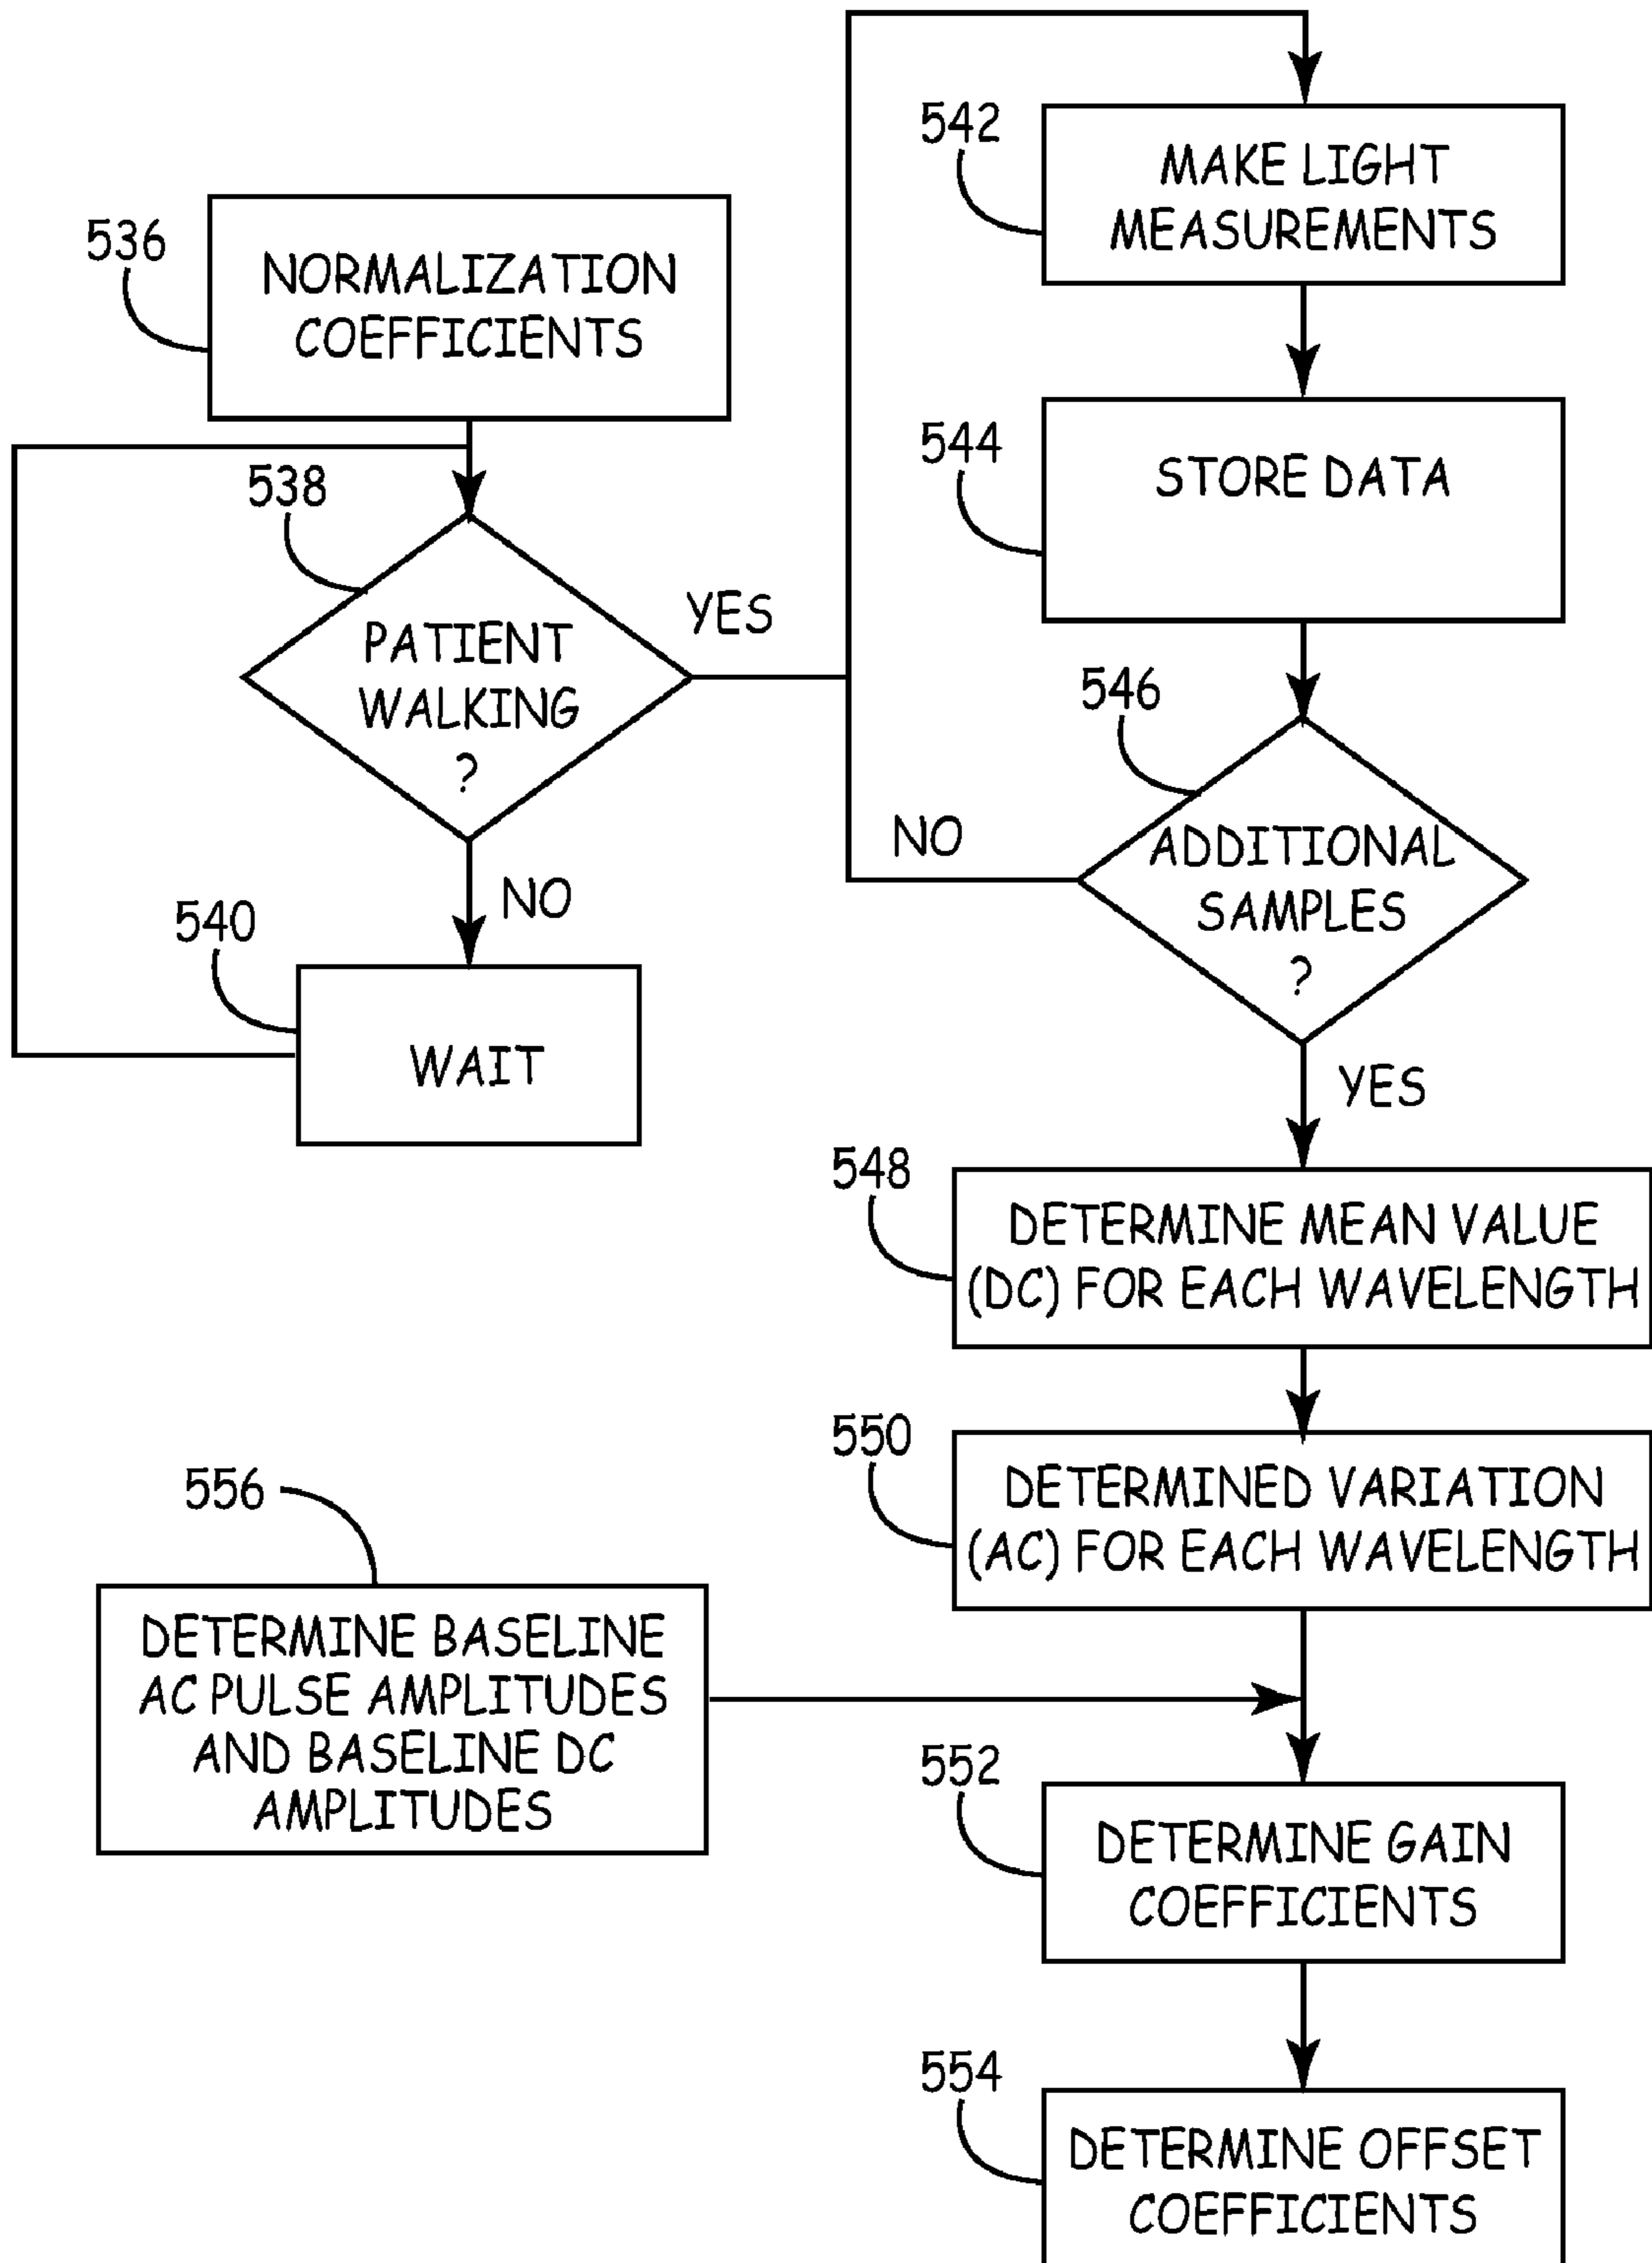 536
NORMALIZATION
COEFFICIENTS
538
PATIENT
WALKING
?
YES
NO
540
WAIT
542
MAKE LIGHT
MEASUREMENTS
544
STORE DATA
546
ADDITIONAL
SAMPLES
?
NO
YES
548
DETERMINE MEAN VALUE
(DC) FOR EACH WAVELENGTH
550
DETERMINED VARIATION
(AC) FOR EACH WAVELENGTH
556
DETERMINE BASELINE
AC PULSE AMPLITUDES
AND BASELINE DC
AMPLITUDES
552
DETERMINE GAIN
COEFFICIENTS
554
DETERMINE OFFSET
COEFFICIENTS